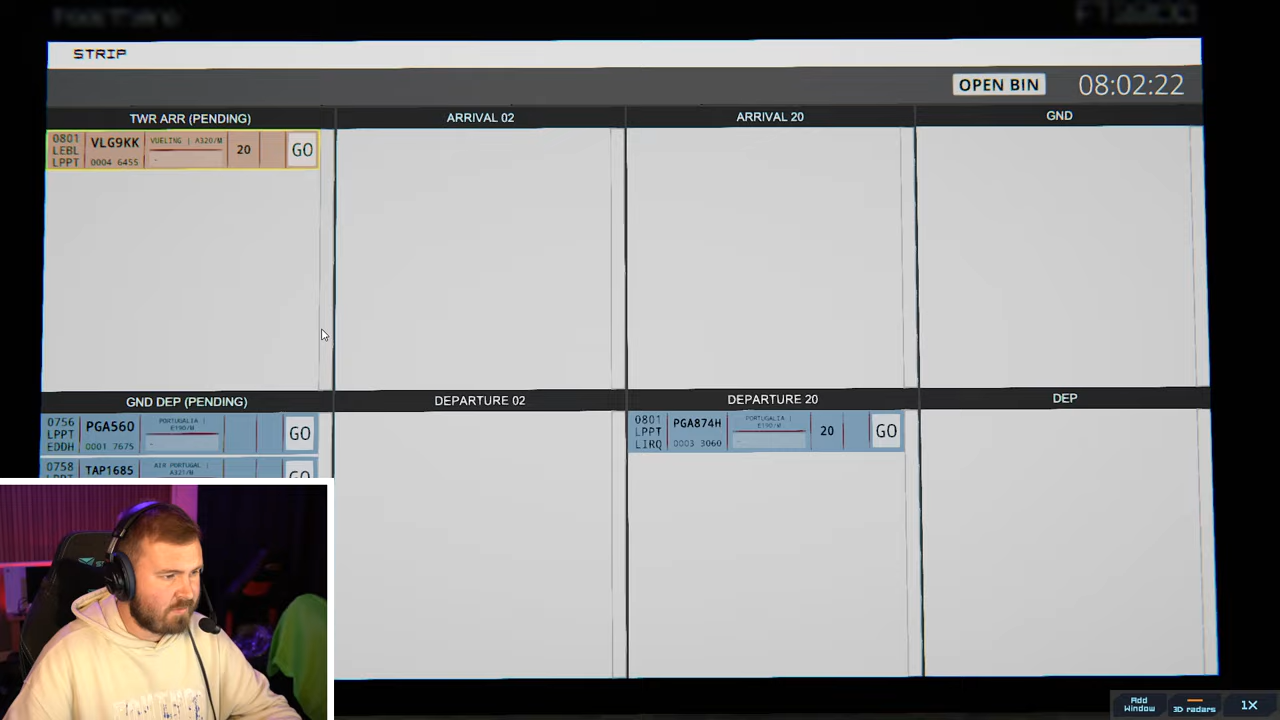 STRIP
OPEN BIN 08:02:22
TWR ARR (PENDING) ARRIVAL 02 ARRIVAL 20 GND
0801
LEBL
LPPT
VLG9KK
0004 6455
VUELING | A320/M
-
20
GO
GND DEP (PENDING) DEPARTURE 02 DEPARTURE 20 DEP
0756
LPPT
EDDH
PGA560
0001 7675
PORTUGALIA |
E190/M
-
GO
0801
LPPT
LIRQ
PGA874H
0003 3060
PORTUGALIA |
E190/M
20
GO
0758
TAP1685
AIR PORTUGAL |
A321/M
GO
Add
Window
3D radars
1X